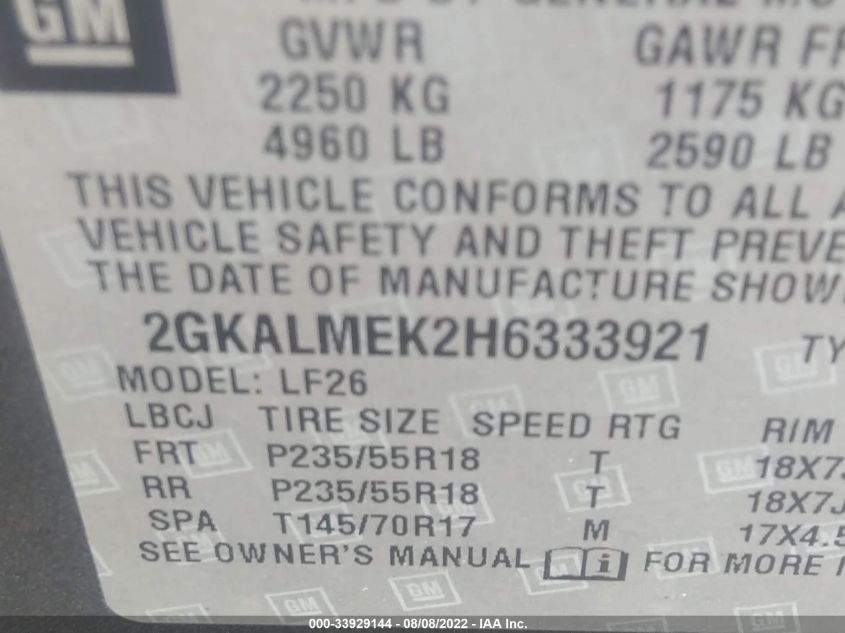 GM
GVWR GAWR
2250 KG 1175 KG
4960 LB 2590 LB
THIS VEHICLE CONFORMS TO ALL
VEHICLE SAFETY AND THEFT PREVE
THE DATE OF MANUFACTURE SHOW
2GKALMEK2H6333921 TY
MODEL: LF26
LBCJ TIRE SIZE SPEED RTG RIM
FRT P235/55R18 T 18X7
RR P235/55R18 T 18X7J
SPA T145/70R17 M 17X4.5
SEE OWNER'S MANUAL i FOR MORE
000-33929144 - 08/08/2022 - IAA Inc.